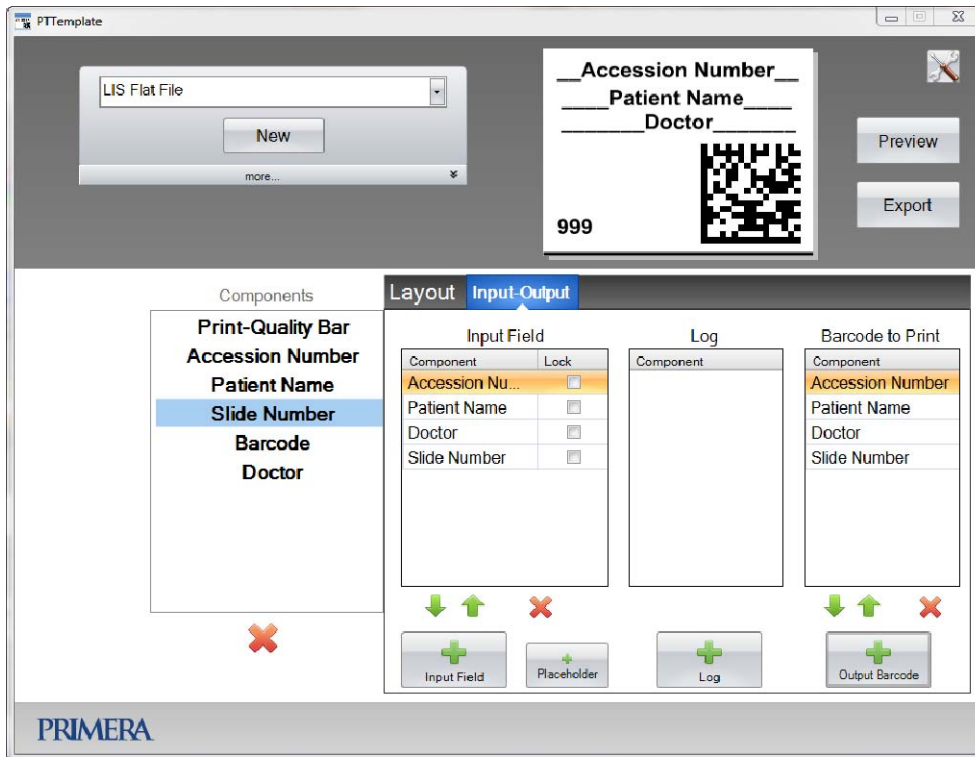 PTTemplate
LIS Flat File
New
more...
__Accession Number__
____Patient Name____
_______Doctor_______
999
Preview
Export
Components
Print-Quality Bar
Accession Number
Patient Name
Slide Number
Barcode
Doctor
Layout Input-Output
Input Field
Component Lock
Accession Nu...
Patient Name
Doctor
Slide Number
Log
Component
Barcode to Print
Component
Accession Number
Patient Name
Doctor
Slide Number
Input Field
Placeholder
Log
Output Barcode
PRIMERA